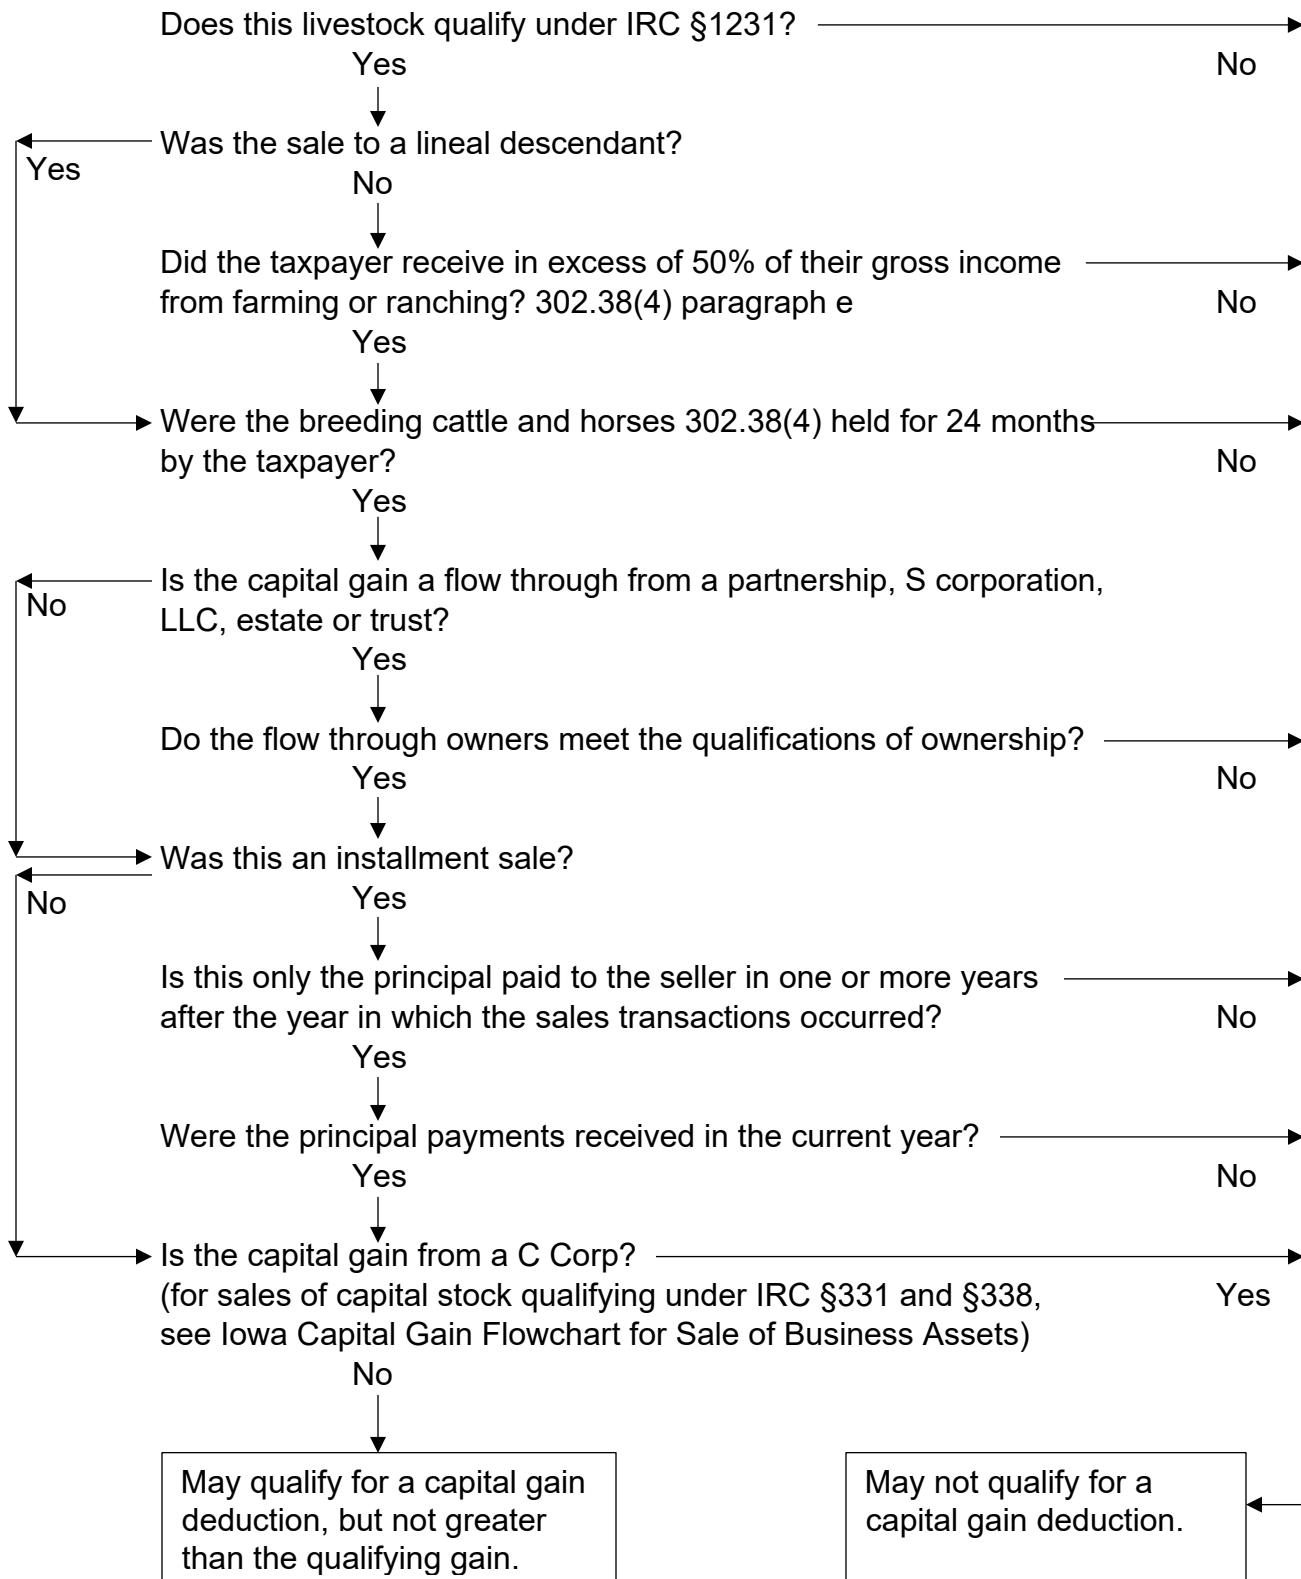 Does this livestock qualify under IRC §1231?
Yes
No
Was the sale to a lineal descendant?
Yes
No
Did the taxpayer receive in excess of 50% of their gross income
from farming or ranching? 302.38(4) paragraph e
No
Yes
Were the breeding cattle and horses 302.38(4) held for 24 months
by the taxpayer?
No
Yes
Is the capital gain a flow through from a partnership, S corporation,
No
LLC, estate or trust?
Yes
Do the flow through owners meet the qualifications of ownership?
Yes
No
Was this an installment sale?
Yes
No
Is this only the principal paid to the seller in one or more years
after the year in which the sales transactions occurred?
No
Yes
Were the principal payments received in the current year?
Yes
No
Is the capital gain from a C Corp?
(for sales of capital stock qualifying under IRC §331 and §338,
Yes
see Iowa Capital Gain Flowchart for Sale of Business Assets)
No
May qualify for a capital gain
deduction, but not greater
than the qualifying gain.
May not qualify for a
capital gain deduction.